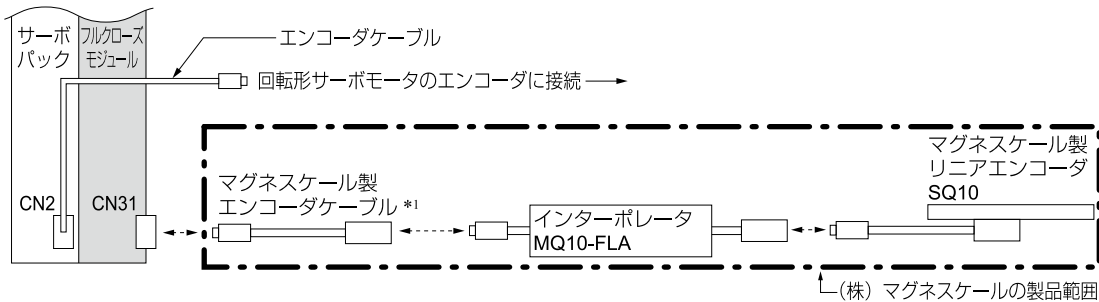 サーボ
パック
フルクローズ
モジュール
エンコーダケーブル
回転形サーボモータのエンコーダに接続
CN2
CN31
マグネスケール製
エンコーダケーブル *1
インターポレータ
MQ10-FLA
マグネスケール製
リニアエンコーダ
SQ10
(株) マグネスケールの製品範囲